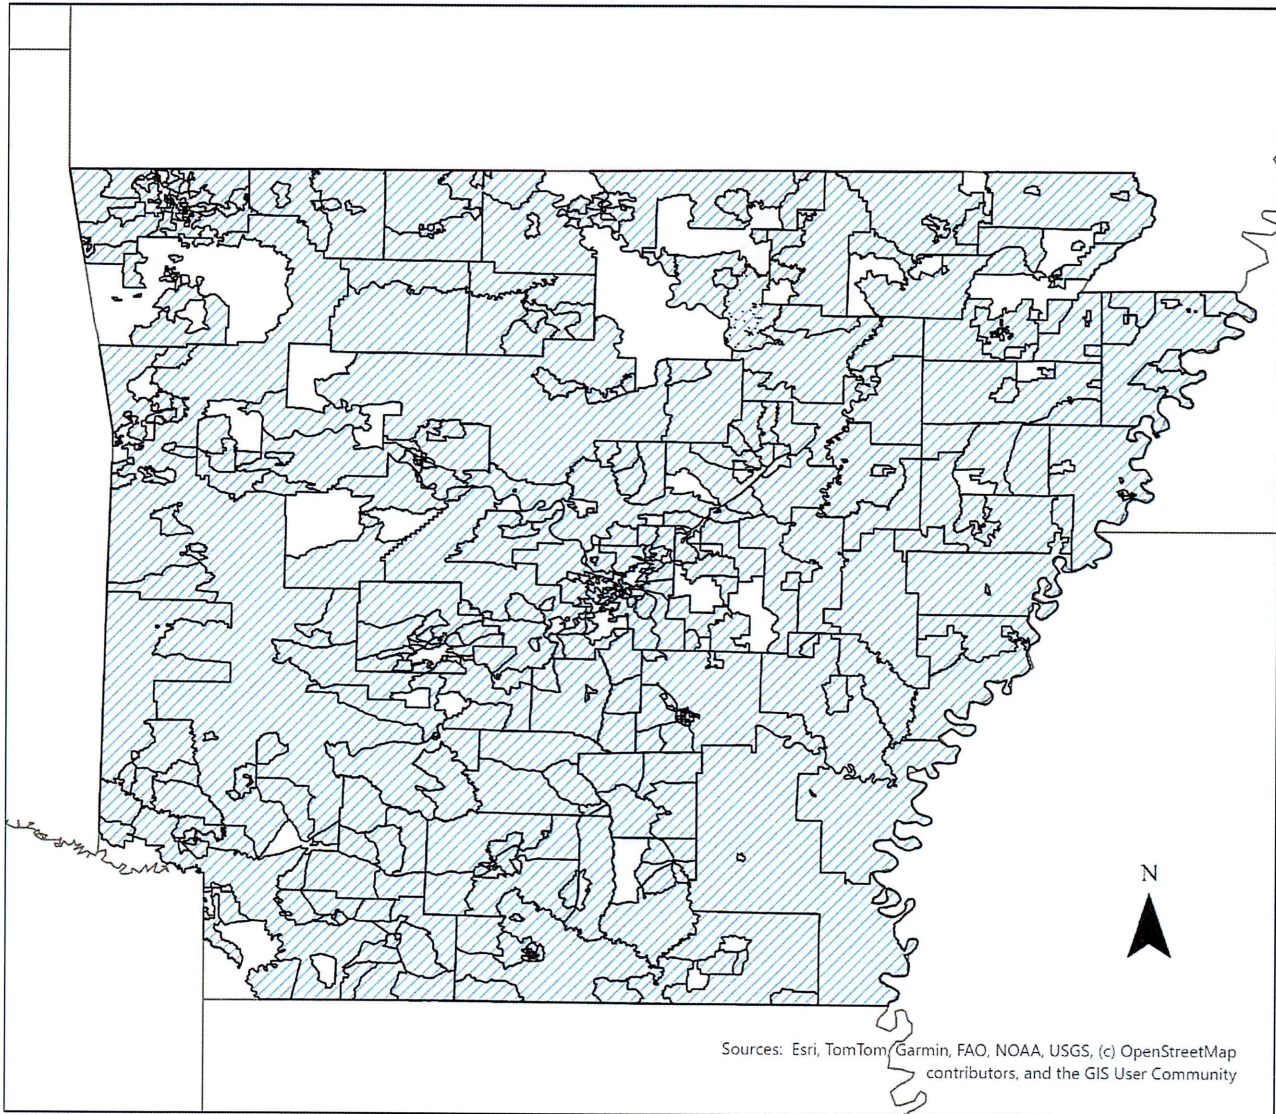 N
Sources: Esri, TomTom, Garmin, FAO, NOAA, USGS, (c) OpenStreetMap
contributors, and the GIS User Community